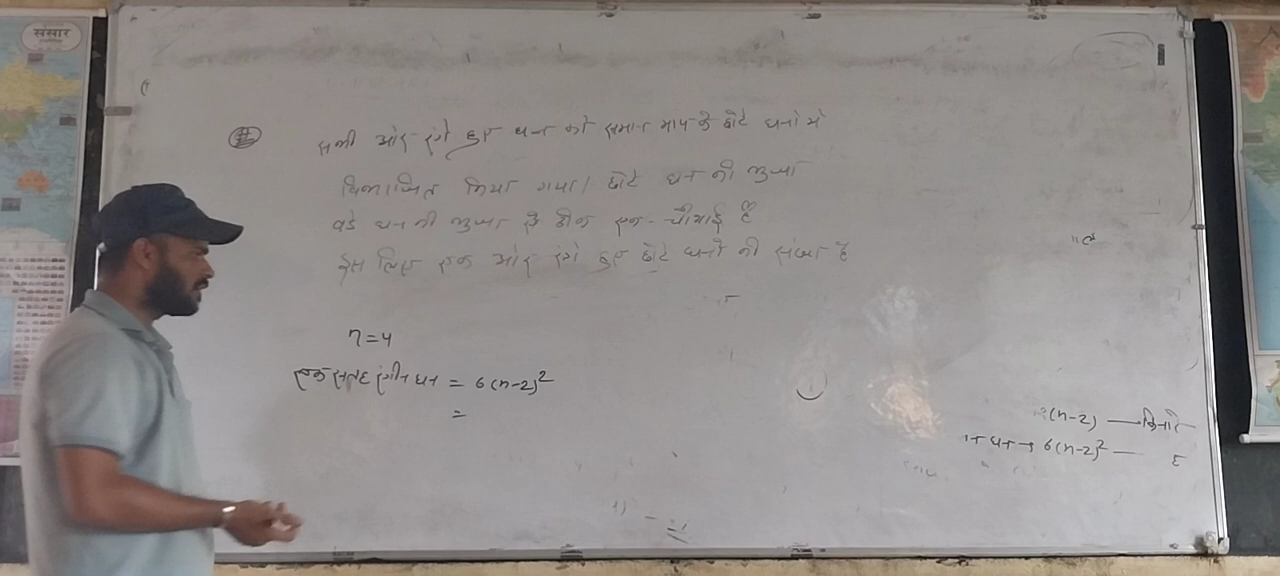 संसार
सभी ओर रंगे हुए घन को समान माप के छोटे घनो मे
विभाजित किया गया। छोटे घन की भुजा
बडे घन की भुजा से ठीक एक-चौथाई है
इस लिए एक ओर रंगे हुए छोटे घनो की संख्या है
n=4
एक सतह रंगीन घन = 6(n-2)²
=
(n-2) — किनारे
घन → 6(n-2)² —